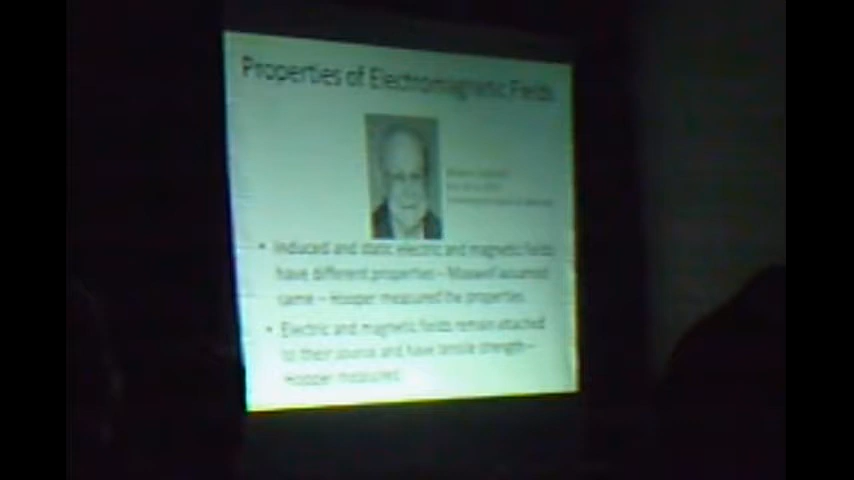 Properties of Electromagnetic Fields
• Induced and static electric and magnetic fields
have different properties – Maxwell assumed
same – Hooper measured the properties
• Electric and magnetic fields remain attached
to their source and have tensile strength –
Hooper measured